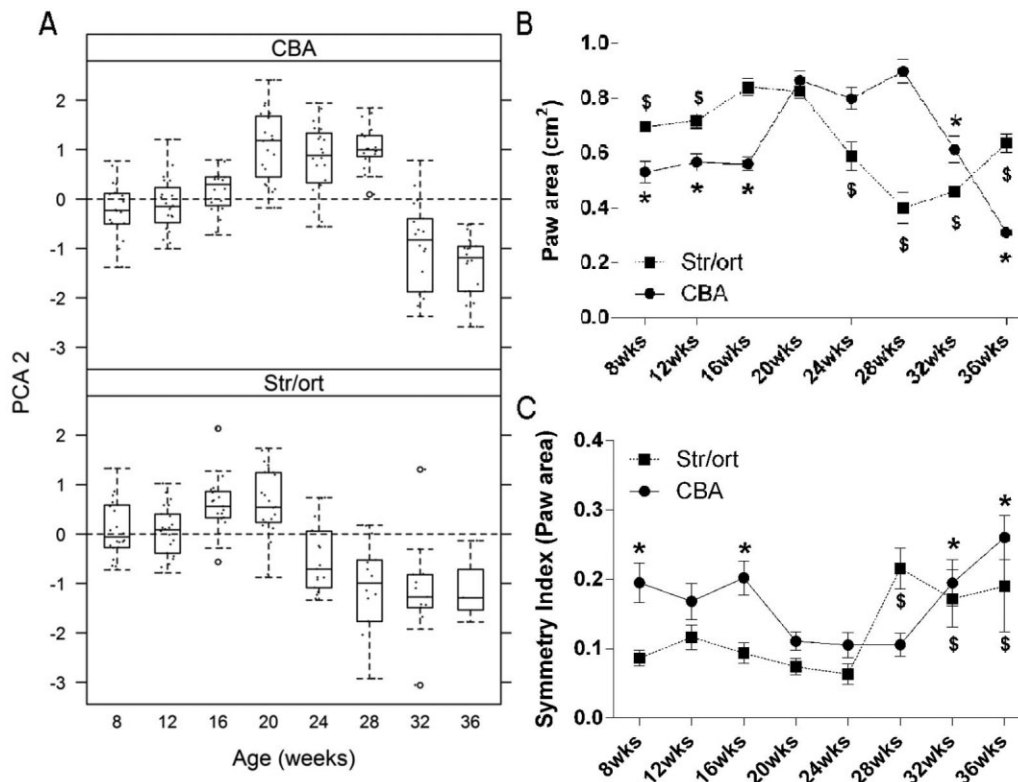 A
CBA
2
1
0
-1
-2
-3
PCA 2
Str/ort
2
1
0
-1
-2
-3
8 12 16 20 24 28 32 36
Age (weeks)
B
Paw area (cm²)
1.0
0.8
0.6
0.4
0.2
0.0
$ $
* * *
$ $ $ $
* *
Str/ort
CBA
8wks 12wks 16wks 20wks 24wks 28wks 32wks 36wks
C
Symmetry Index (Paw area)
0.4
0.3
0.2
0.1
0.0
Str/ort
CBA
* * * *
$ $ $
8wks 12wks 16wks 20wks 24wks 28wks 32wks 36wks